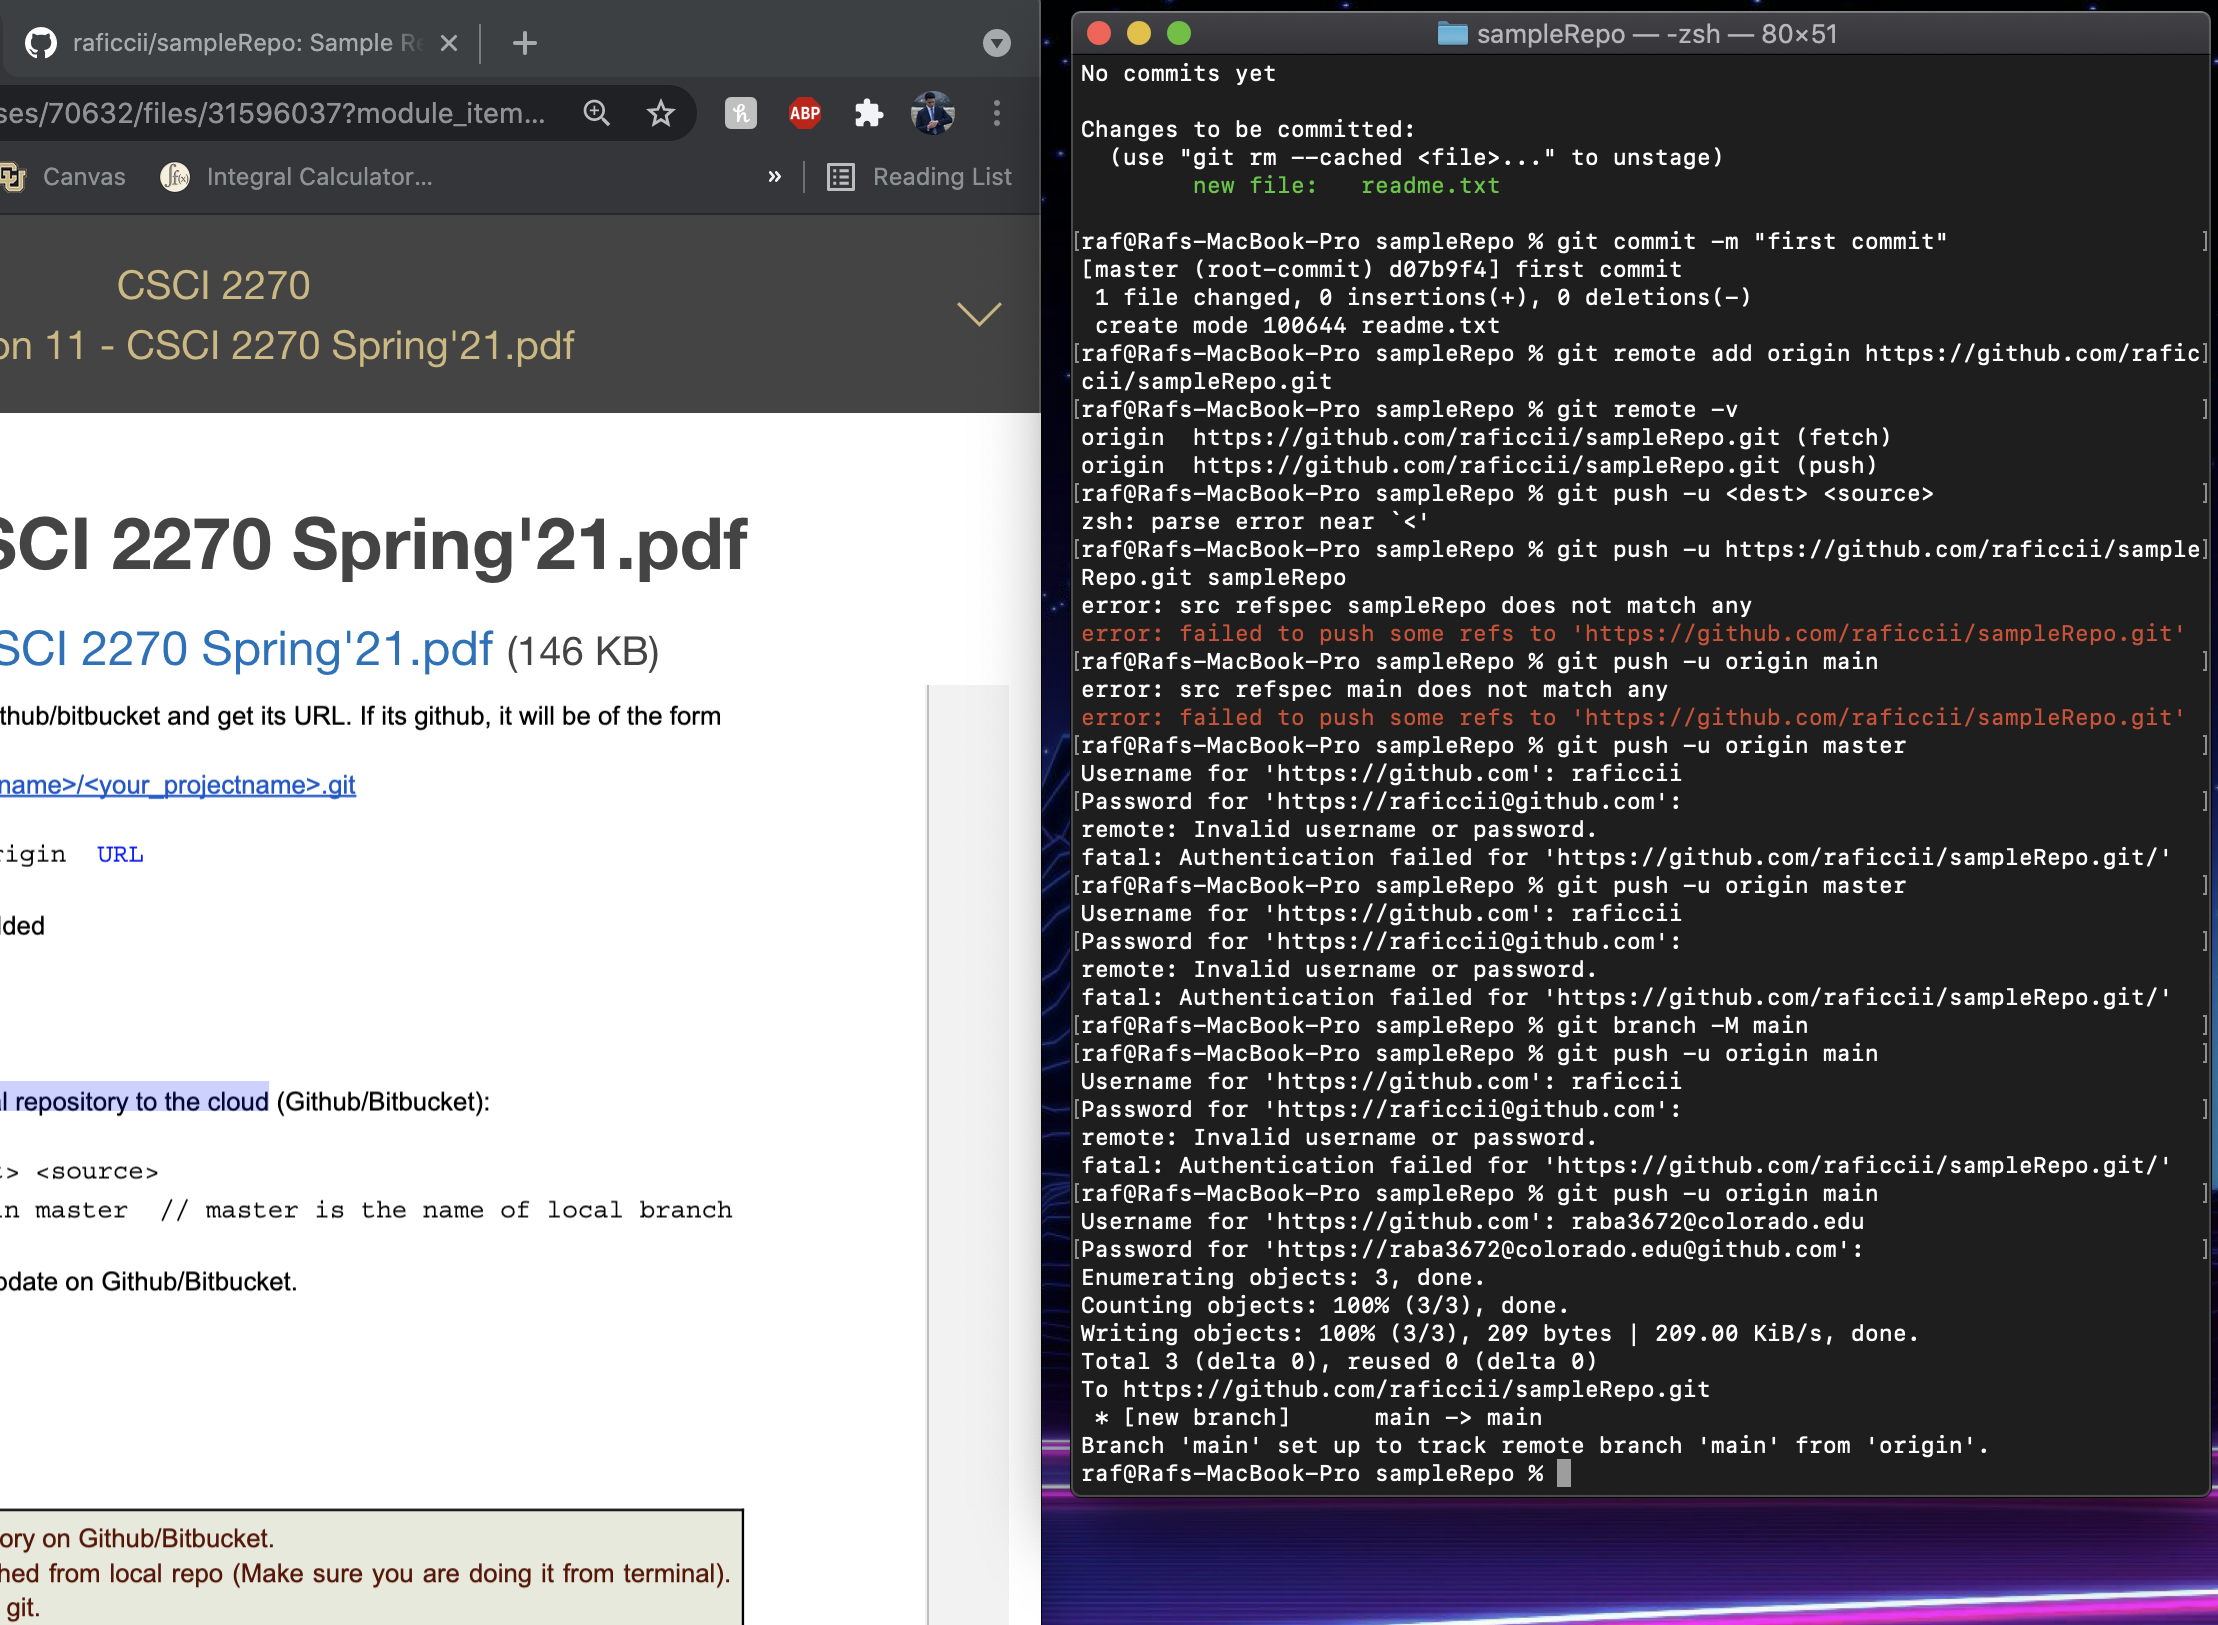 raficcii/sampleRepo: Sample Re
ses/70632/files/31596037?module_item...
ABP
Canvas
Integral Calculator...
»
Reading List
CSCI 2270
on 11 - CSCI 2270 Spring'21.pdf
SCI 2270 Spring'21.pdf
SCI 2270 Spring'21.pdf (146 KB)
thub/bitbucket and get its URL. If its github, it will be of the form
name>/<your_projectname>.git
rigin  URL
dded
l repository to the cloud (Github/Bitbucket):
t> <source>
in master  // master is the name of local branch
pdate on Github/Bitbucket.
ory on Github/Bitbucket.
hed from local repo (Make sure you are doing it from terminal).
git.
sampleRepo — -zsh — 80×51
No commits yet
Changes to be committed:
  (use "git rm --cached <file>..." to unstage)
        new file:   readme.txt
[raf@Rafs-MacBook-Pro sampleRepo % git commit -m "first commit"                  ]
[master (root-commit) d07b9f4] first commit
 1 file changed, 0 insertions(+), 0 deletions(-)
 create mode 100644 readme.txt
[raf@Rafs-MacBook-Pro sampleRepo % git remote add origin https://github.com/rafic]
cii/sampleRepo.git
[raf@Rafs-MacBook-Pro sampleRepo % git remote -v                                 ]
origin  https://github.com/raficcii/sampleRepo.git (fetch)
origin  https://github.com/raficcii/sampleRepo.git (push)
[raf@Rafs-MacBook-Pro sampleRepo % git push -u <dest> <source>                   ]
zsh: parse error near `<'
[raf@Rafs-MacBook-Pro sampleRepo % git push -u https://github.com/raficcii/sample]
Repo.git sampleRepo
error: src refspec sampleRepo does not match any
error: failed to push some refs to 'https://github.com/raficcii/sampleRepo.git'
[raf@Rafs-MacBook-Pro sampleRepo % git push -u origin main                       ]
error: src refspec main does not match any
error: failed to push some refs to 'https://github.com/raficcii/sampleRepo.git'
[raf@Rafs-MacBook-Pro sampleRepo % git push -u origin master                     ]
Username for 'https://github.com': raficcii
[Password for 'https://raficcii@github.com':                                     ]
remote: Invalid username or password.
fatal: Authentication failed for 'https://github.com/raficcii/sampleRepo.git/'
[raf@Rafs-MacBook-Pro sampleRepo % git push -u origin master                     ]
Username for 'https://github.com': raficcii
[Password for 'https://raficcii@github.com':                                     ]
remote: Invalid username or password.
fatal: Authentication failed for 'https://github.com/raficcii/sampleRepo.git/'
[raf@Rafs-MacBook-Pro sampleRepo % git branch -M main                            ]
[raf@Rafs-MacBook-Pro sampleRepo % git push -u origin main                       ]
Username for 'https://github.com': raficcii
[Password for 'https://raficcii@github.com':                                     ]
remote: Invalid username or password.
fatal: Authentication failed for 'https://github.com/raficcii/sampleRepo.git/'
[raf@Rafs-MacBook-Pro sampleRepo % git push -u origin main                       ]
Username for 'https://github.com': raba3672@colorado.edu
[Password for 'https://raba3672@colorado.edu@github.com':                        ]
Enumerating objects: 3, done.
Counting objects: 100% (3/3), done.
Writing objects: 100% (3/3), 209 bytes | 209.00 KiB/s, done.
Total 3 (delta 0), reused 0 (delta 0)
To https://github.com/raficcii/sampleRepo.git
 * [new branch]      main -> main
Branch 'main' set up to track remote branch 'main' from 'origin'.
raf@Rafs-MacBook-Pro sampleRepo %